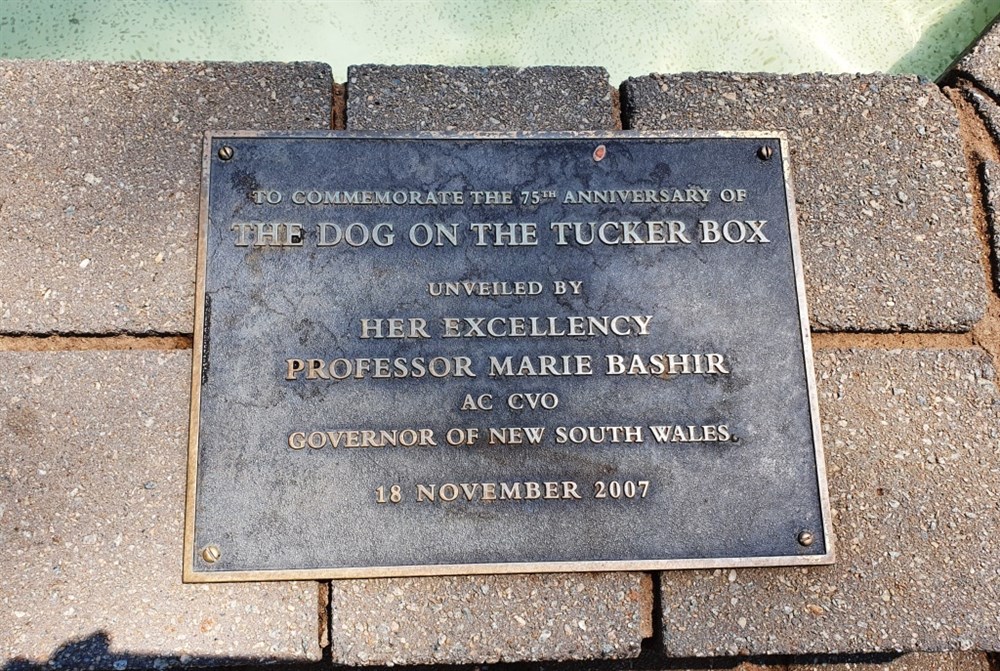 TO COMMEMORATE THE 75TH ANNIVERSARY OF
THE DOG ON THE TUCKER BOX
UNVEILED BY
HER EXCELLENCY
PROFESSOR MARIE BASHIR
AC CVO
GOVERNOR OF NEW SOUTH WALES
18 NOVEMBER 2007